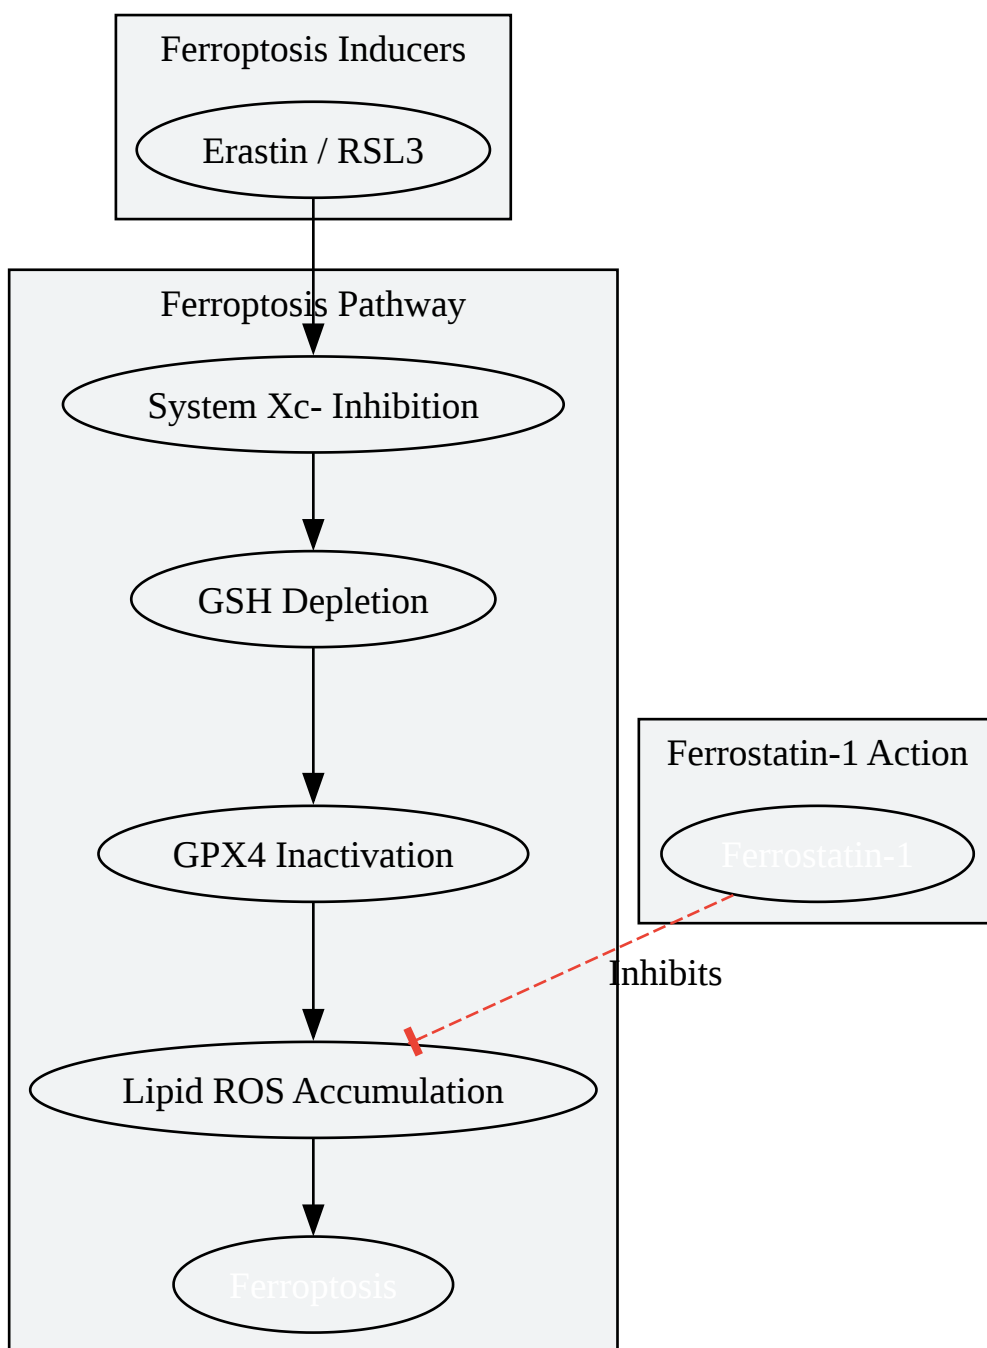 Ferroptosis Inducers
Erastin / RSL3
Ferroptosis Pathway
System Xc- Inhibition
GSH Depletion
GPX4 Inactivation
Ferrostatin-1 Action
Ferrostatin-1
Inhibits
Lipid ROS Accumulation
Ferroptosis